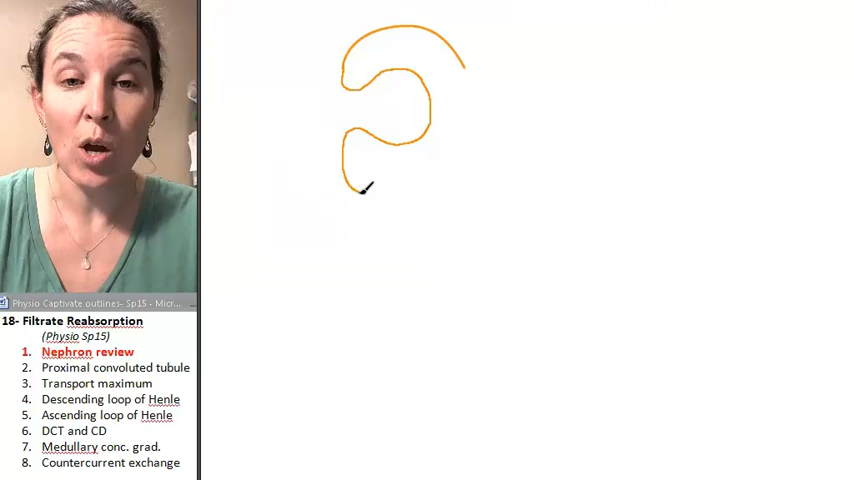 Physio Captivate outlines- Sp15 - Micr...
18- Filtrate Reabsorption
(Physio Sp15)
1. Nephron review
2. Proximal convoluted tubule
3. Transport maximum
4. Descending loop of Henle
5. Ascending loop of Henle
6. DCT and CD
7. Medullary conc. grad.
8. Countercurrent exchange